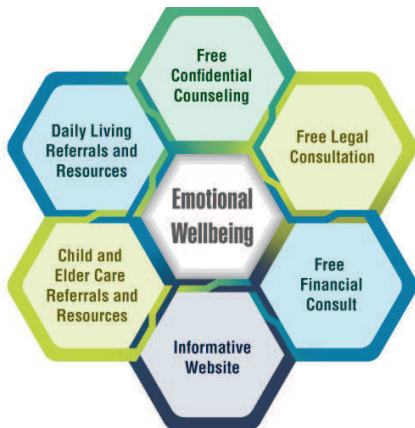 Free
Confidential
Counseling
Free Legal
Consultation
Free
Financial
Consult
Informative
Website
Child and
Elder Care
Referrals and
Resources
Daily Living
Referrals and
Resources
Emotional
Wellbeing